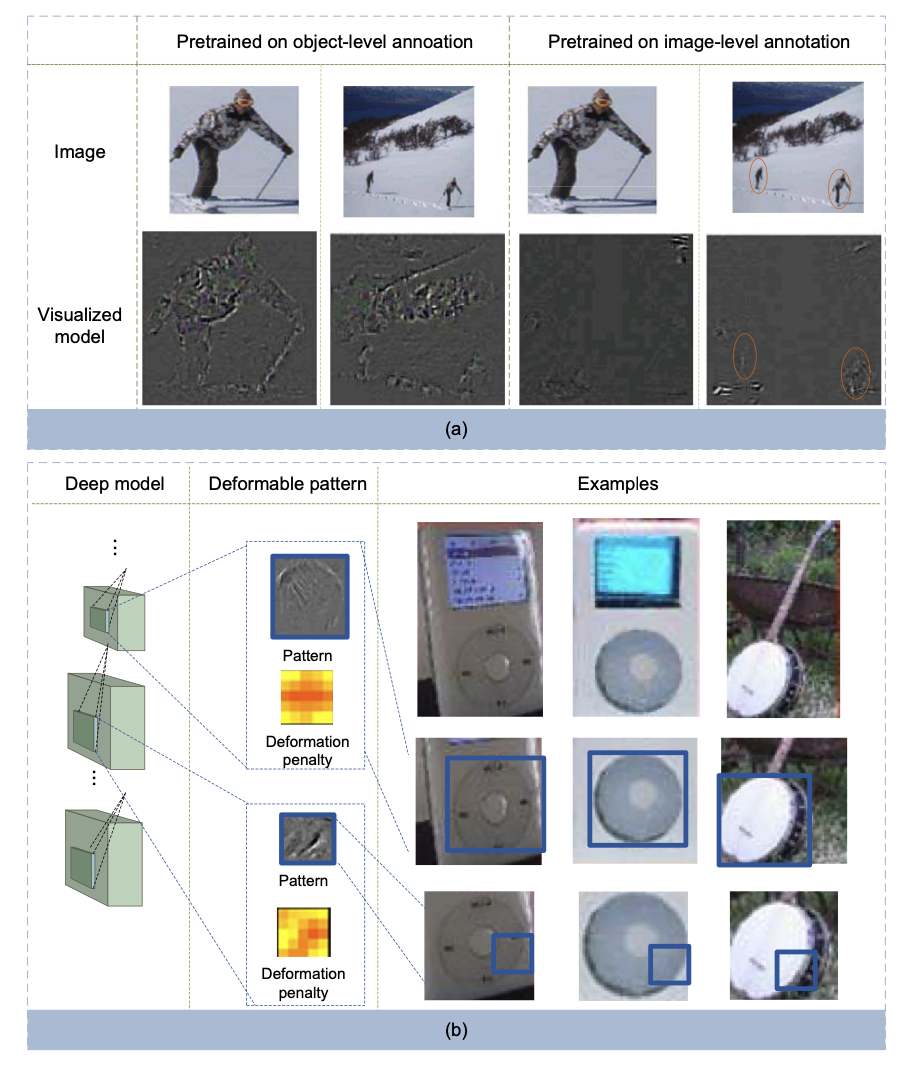 Pretrained on object-level annoation
Pretrained on image-level annotation
Image
Visualized
model
(a)
Deep model
Deformable pattern
Examples
Pattern
Deformation
penalty
Pattern
Deformation
penalty
(b)